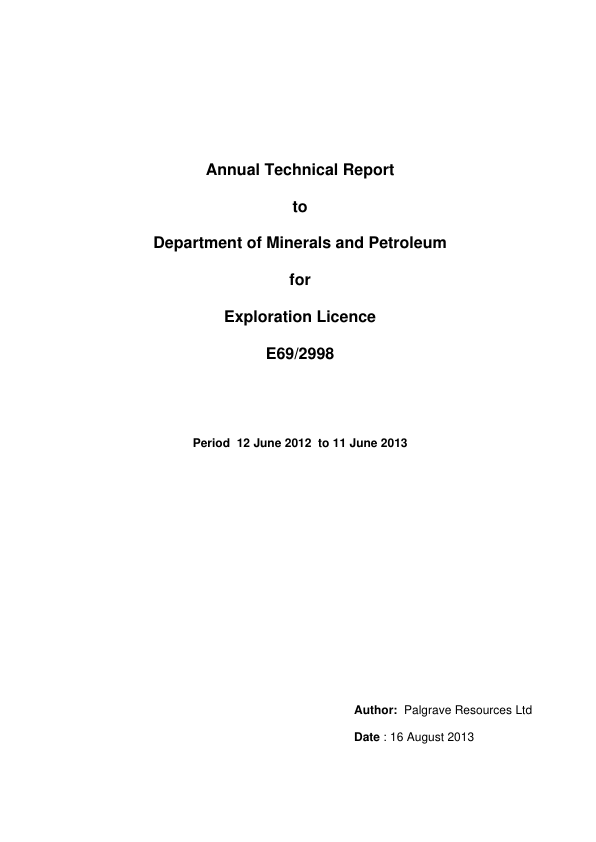 Annual Technical Report
to
Department of Minerals and Petroleum
for
Exploration Licence
E69/2998
Period  12 June 2012  to 11 June 2013
Author:  Palgrave Resources Ltd
Date : 16 August 2013